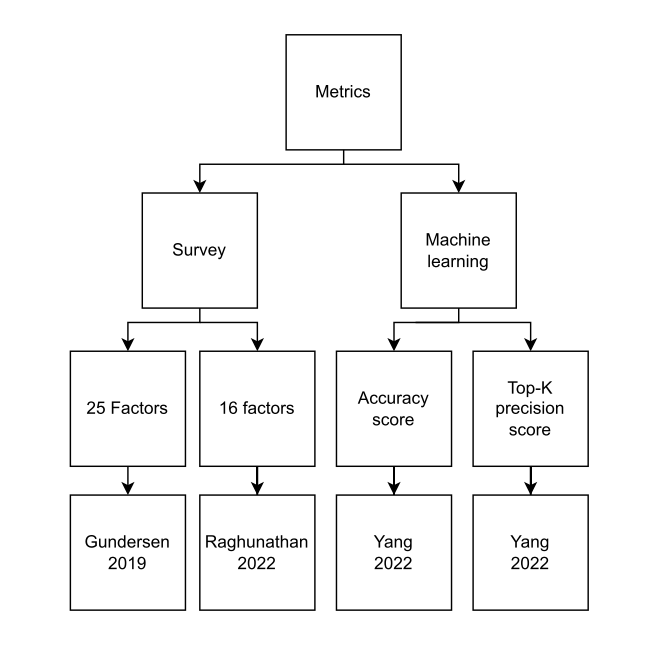 Metrics
Survey
Machine
learning
25 Factors
16 factors
Accuracy
score
Top-K
precision
score
Gundersen
2019
Raghunathan
2022
Yang
2022
Yang
2022